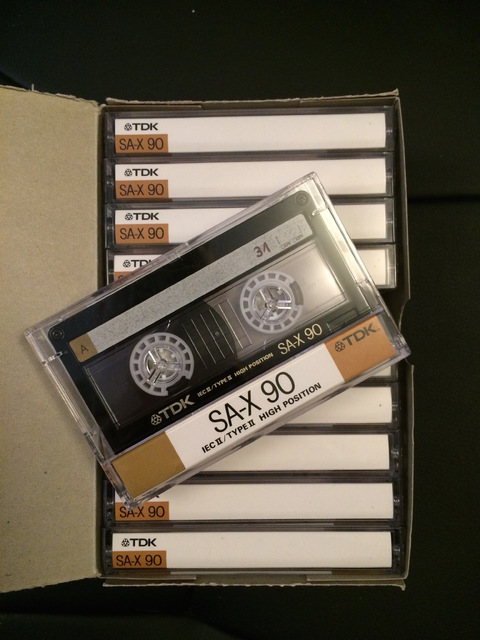 TDK
SA-X 90
TDK
SA-X 90
TDK
SA-X 90
TDK
31
A
TDK IEC II/TYPE II HIGH POSITION SA-X 90
TDK
SA-X 90
IEC II/TYPE II HIGH POSITION
TDK
SA-X 90
TDK
SA-X 90